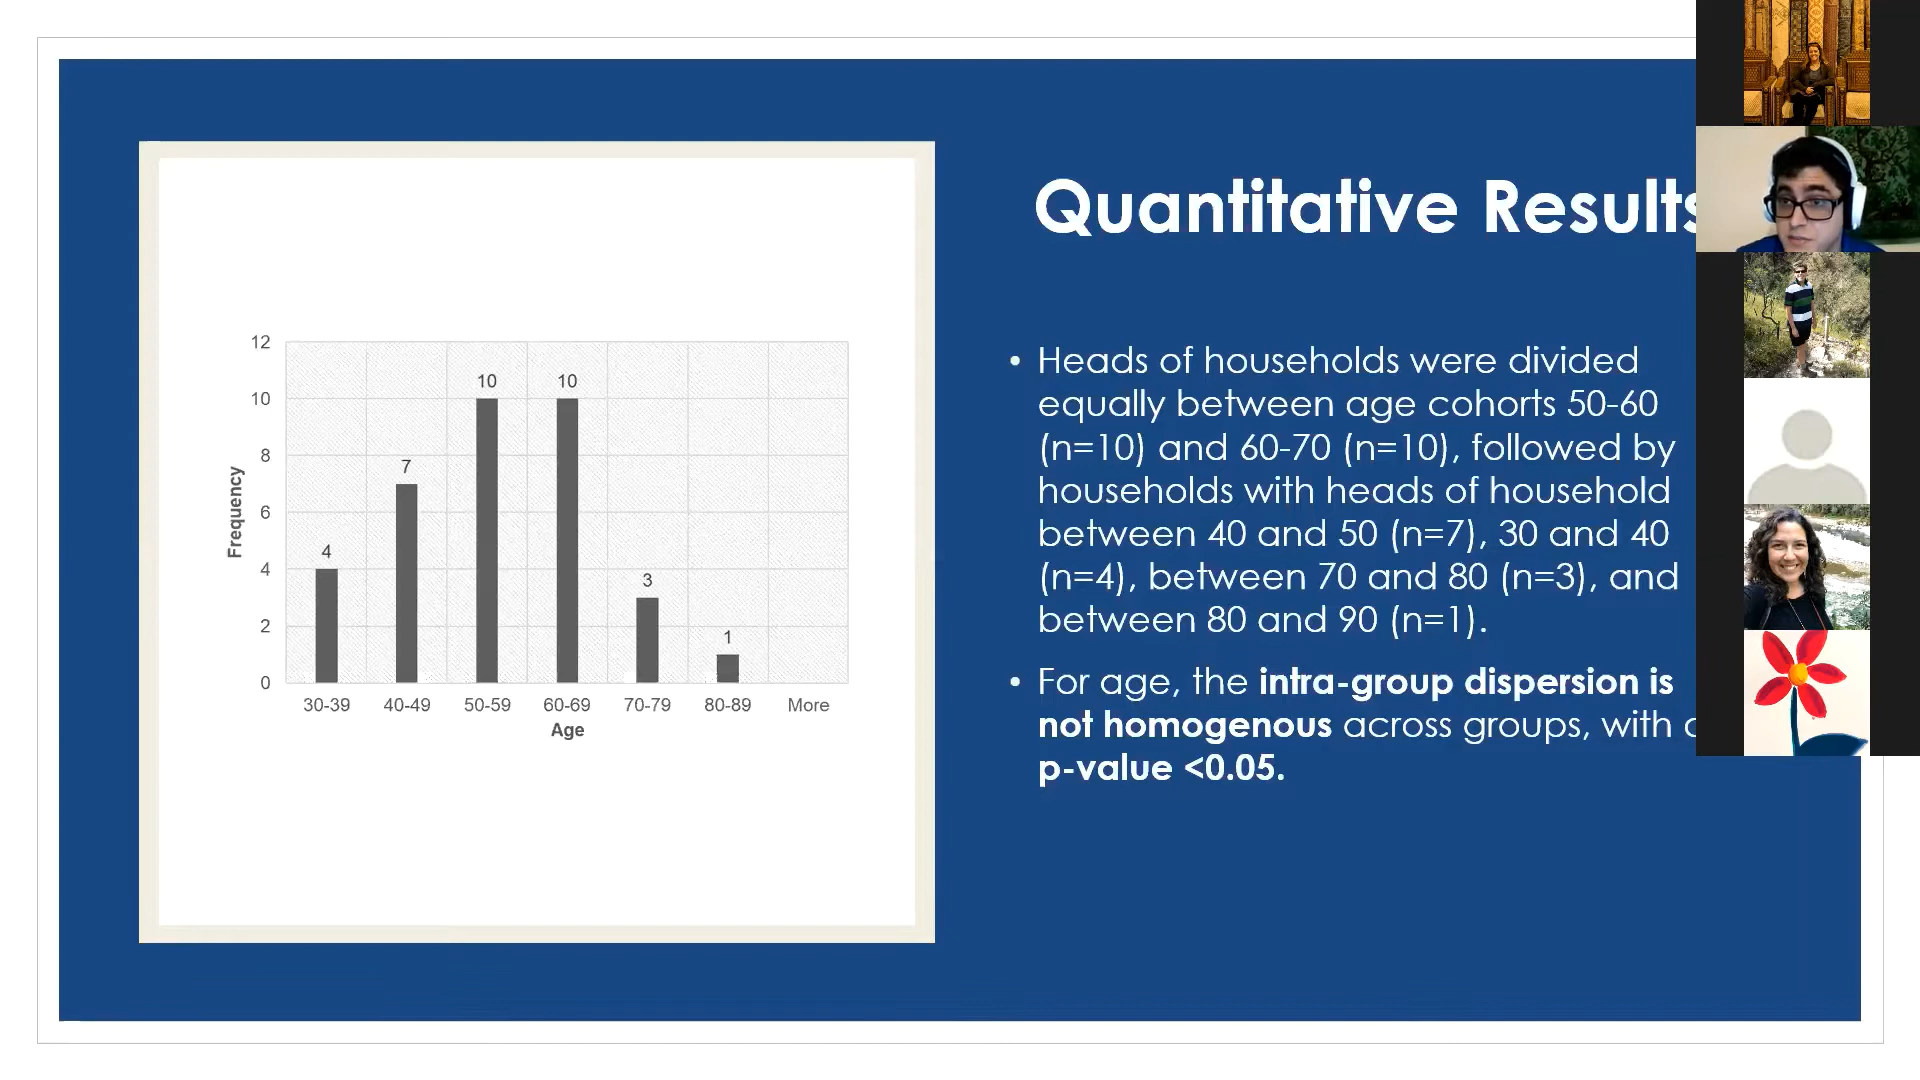 Quantitative Results
12
10
8
6
4
2
0
Frequency
4
7
10
10
3
1
30-39
40-49
50-59
60-69
70-79
80-89
More
Age
• Heads of households were divided
equally between age cohorts 50-60
(n=10) and 60-70 (n=10), followed by
households with heads of household
between 40 and 50 (n=7), 30 and 40
(n=4), between 70 and 80 (n=3), and
between 80 and 90 (n=1).
• For age, the intra-group dispersion is
not homogenous across groups, with a
p-value <0.05.